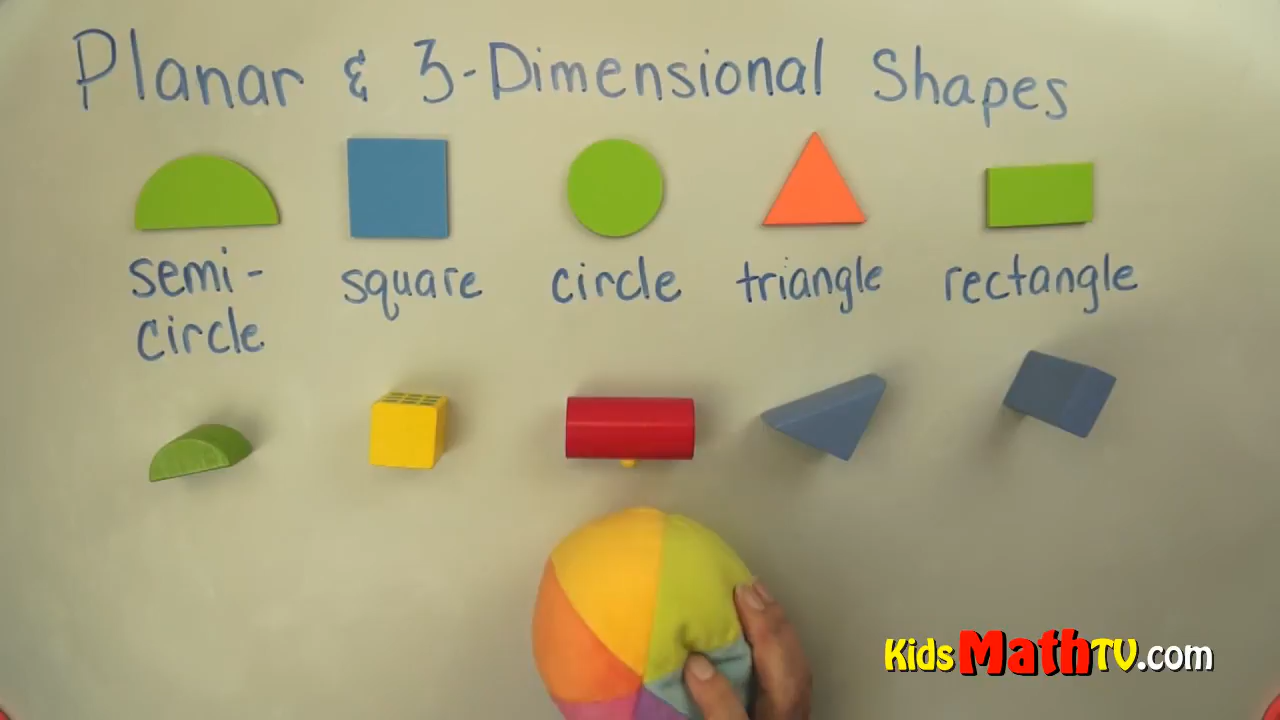 Planar & 3-Dimensional Shapes
semi-
circle
square
circle
triangle
rectangle
KidsMathTV.com